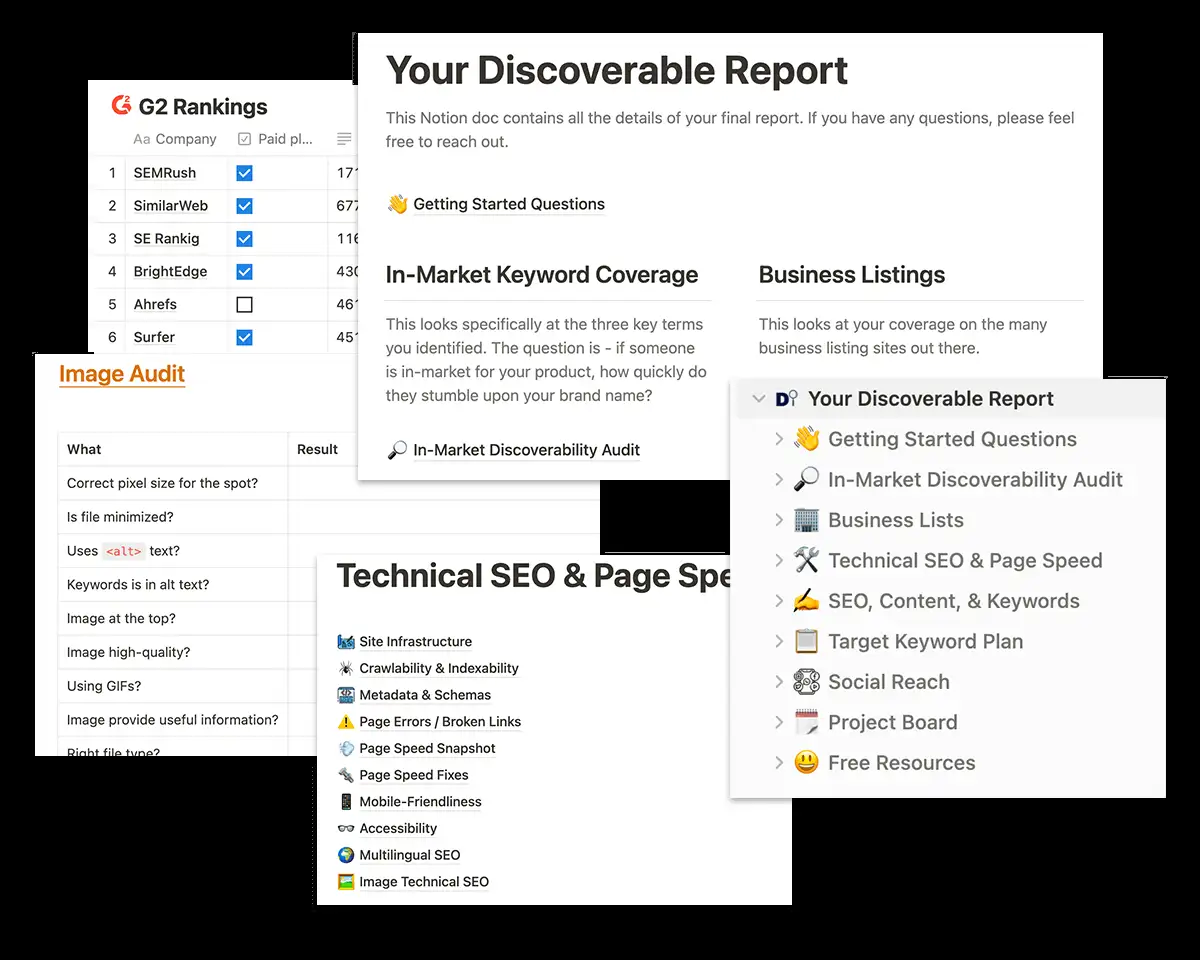 G2 Rankings
Aa Company Paid pl...
1 SEMRush 171
2 SimilarWeb 677
3 SE Rankig 116
4 BrightEdge 430
5 Ahrefs 461
6 Surfer 451
Your Discoverable Report
This Notion doc contains all the details of your final report. If you have any questions, please feel
free to reach out.
Getting Started Questions
In-Market Keyword Coverage
This looks specifically at the three key terms
you identified. The question is - if someone
is in-market for your product, how quickly do
they stumble upon your brand name?
In-Market Discoverability Audit
Business Listings
This looks at your coverage on the many
business listing sites out there.
Image Audit
What Result
Correct pixel size for the spot?
Is file minimized?
Uses <alt> text?
Keywords is in alt text?
Image at the top?
Image high-quality?
Using GIFs?
Image provide useful information?
Right file type?
Technical SEO & Page Spe
Site Infrastructure
Crawlability & Indexability
Metadata & Schemas
Page Errors / Broken Links
Page Speed Snapshot
Page Speed Fixes
Mobile-Friendliness
Accessibility
Multilingual SEO
Image Technical SEO
Your Discoverable Report
Getting Started Questions
In-Market Discoverability Audit
Business Lists
Technical SEO & Page Speed
SEO, Content, & Keywords
Target Keyword Plan
Social Reach
Project Board
Free Resources